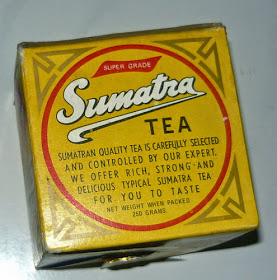 SUPER GRADE
Sumatra
TEA
SUMATRAN QUALITY TEA IS CAREFULLY SELECTED
AND CONTROLLED BY OUR EXPERT.
WE OFFER RICH, STRONG AND
DELICIOUS TYPICAL SUMATRA TEA
FOR YOU TO TASTE
NET WEIGHT WHEN PACKED
250 GRAMS.